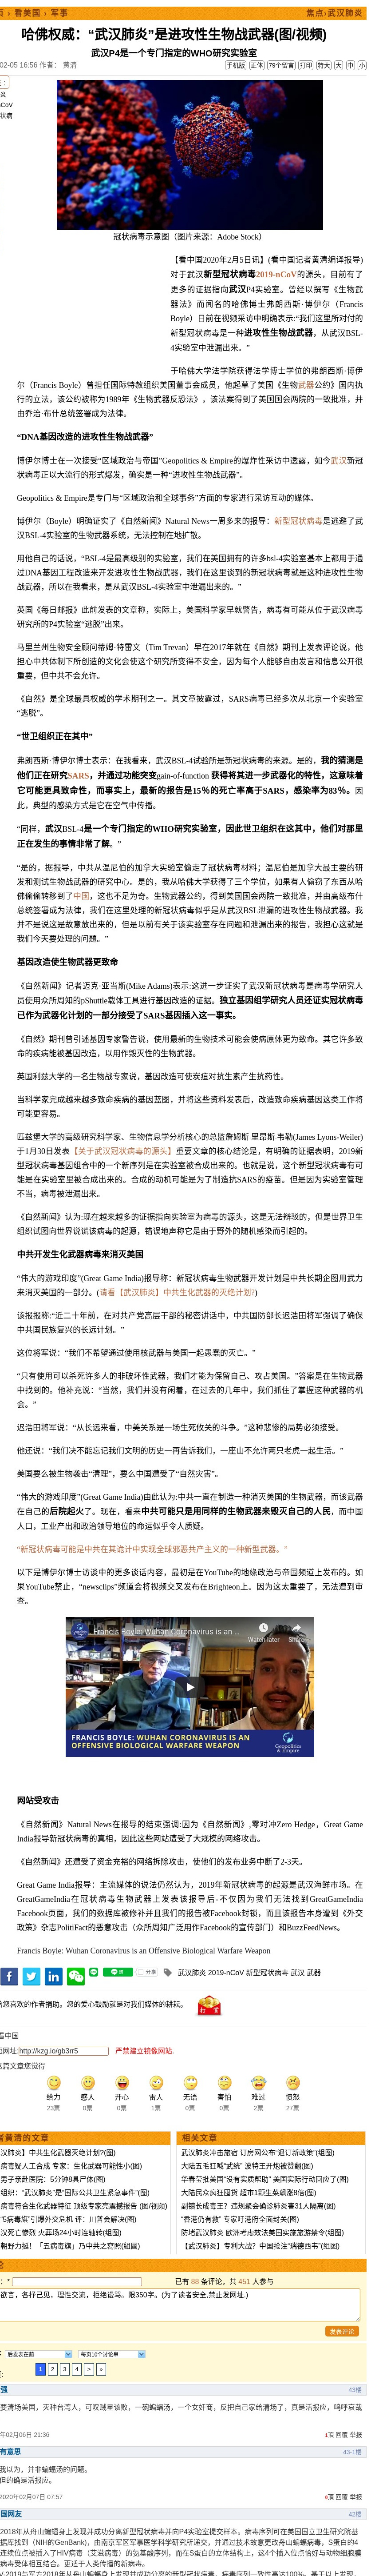 看美国 › 军事
焦点›武汉肺炎
哈佛权威：“武汉肺炎”是进攻性生物战武器(图/视频)
武汉P4是一个专门指定的WHO研究实验室
-02-05 16:56 作者： 黄清
手机版 正体 79个留言 打印 特大 大 中 小
冠状病毒示意图（图片来源：Adobe Stock）
【看中国2020年2月5日讯】(看中国记者黄清编译报导)
对于武汉新型冠状病毒2019-nCoV的源头，目前有了
更多的证据指向武汉P4实验室。曾经以撰写《生物武
器法》而闻名的哈佛博士弗朗西斯·博伊尔（Francis
Boyle）日前在视频采访中明确表示:“我们这里所对付的
新型冠状病毒是一种进攻性生物战武器，从武汉BSL-
4实验室中泄漏出来。”
于哈佛大学法学院获得法学博士学位的弗朗西斯·博伊
尔（Francis Boyle）曾担任国际特赦组织美国董事会成员，他起草了美国《生物武器公约》国内执
行的立法，该公约被称为1989年《生物武器反恐法》，该法案得到了美国国会两院的一致批准，并
由乔治·布什总统签署成为法律。
“DNA基因改造的进攻性生物战武器”
博伊尔博士在一次接受“区域政治与帝国”Geopolitics & Empire的爆炸性采访中透露，如今武汉新冠
状病毒正以大流行的形式爆发，确实是一种“进攻性生物战武器”。
Geopolitics & Empire是专门与“区域政治和全球事务”方面的专家进行采访互动的媒体。
博伊尔（Boyle）明确证实了《自然新闻》Natural News一周多来的报导：新型冠状病毒是逃避了武
汉BSL-4实验室的生物武器系统，无法控制在地扩散。
用他自己的话说，“BSL-4是最高级别的实验室，我们在美国拥有的许多bsl-4实验室基本上都用于通
过DNA基因工程改造来开发进攻性生物战武器，我们认为在这里谈到的新冠状病毒就是这种进攻性生物
战武器，所以在我看来，是从武汉BSL-4实验室中泄漏出来的。”
英国《每日邮报》此前发表的文章称，实际上，美国科学家早就警告，病毒有可能从位于武汉病毒
研究所的P4实验室“逃脱”出来。
马里兰州生物安全顾问蒂姆·特雷文（Tim Trevan）早在2017年就在《自然》期刊上发表评论说，他
担心中共体制下所创造的文化会使这个研究所变得不安全，因为每个人能够自由发言和信息公开很
重要，但中共不会允许。
《自然》是全球最具权威的学术期刊之一。其文章披露过，SARS病毒已经多次从北京一个实验室
“逃脱”。
“世卫组织正在其中”
弗朗西斯·博伊尔博士表示：在我看来，武汉BSL-4试验所是新冠状病毒的来源。是的，我的猜测是
他们正在研究SARS，并通过功能突变gain-of-function 获得将其进一步武器化的特性，这意味着
它可能更具致命性，而事实上，最新的报告是15％的死亡率高于SARS，感染率为83％。因
此，典型的感染方式是它在空气中传播。
“同样，武汉BSL-4是一个专门指定的WHO研究实验室，因此世卫组织在这其中，他们对那里
正在发生的事情非常了解。”
“是的，据报导，中共从温尼伯的加拿大实验室偷走了冠状病毒材料；温尼伯是加拿大最主要的研
发和测试生物战武器的研究中心。是的，我从哈佛大学获得了三个学位，如果有人偷窃了东西从哈
佛偷偷转移到了中国，这也不足为奇。生物武器公约，得到美国国会两院一致批准，并由高级布什
总统签署成为法律，我们在这里处理的新冠状病毒似乎是从武汉BSL泄漏的进攻性生物战武器。我
并不是说这是故意放出来的，但是以前有关于该实验室存在问题和泄漏出来的报告，我担心这就是
我们今天要处理的问题。”
基因改造使生物武器更致命
《自然新闻》记者迈克·亚当斯(Mike Adams)表示:这进一步证实了武汉新冠状病毒是病毒学研究人
员使用众所周知的pShuttle载体工具进行基因改造的证据。独立基因组学研究人员还证实冠状病毒
已作为武器化计划的一部分接受了SARS基因插入这一事实。
《自然》期刊曾引述基因专家警告说，使用最新的生物技术可能会使病原体更为致命。它其许多致
命的疾病能被基因改造，以用作毁灭性的生物武器。
英国利兹大学的一名生物战专家说，基因改造可使炭疽对抗生素产生抗药性。
当科学家完成越来越多致命疾病的基因蓝图，并将这些资料发表后，改造致命疾病基因这类工作将
可能更容易。
匹兹堡大学的高级研究科学家、生物信息学分析核心的总监詹姆斯·里昂斯·韦勒(James Lyons-Weiler)
于1月30日发表【关于武汉冠状病毒的源头】重要文章的核心结论是，有明确的证据表明，2019新
型冠状病毒基因组合中的一个新序列是在实验室被合成出来的。也就是说，这个新型冠状病毒有可
能是在实验室里被合成出来的。合成的动机可能是为了制造抗SARS的疫苗。但是因为实验室管理不
当，病毒被泄漏出来。
《自然新闻》认为:现在越来越多的证据指向实验室为病毒的源头，这是无法辩驳的，但是世界卫生
组织试图向世界说谎该病毒的起源，错误地声称它是由于野外的随机感染而引起的。
中共开发生化武器病毒来消灭美国
“伟大的游戏印度”(Great Game India)报导称：新冠状病毒生物武器开发计划是中共长期企图用武力
来消灭美国的一部分。(请看【武汉肺炎】中共生化武器的灭绝计划?)
该报报称:“近二十年前，在对共产党高层干部的秘密讲话中，中共国防部长迟浩田将军强调了确保
中共国民族复兴的长远计划。”
这位将军说：“我们不希望通过使用核武器与美国一起愚蠢的灭亡。”
“只有使用可以杀死许多人的非破坏性武器，我们才能为保留自己、攻占美国。”答案是在生物武器
中找到的。他补充说：“当然，我们并没有闲着，在过去的几年中，我们抓住了掌握这种武器的机
会。”
迟浩田将军说：“从长远来看，中美关系是一场生死攸关的斗争。”这种悲惨的局势必须接受。
他还说：“我们决不能忘记我们文明的历史一再告诉我们，一座山不允许两只老虎一起生活。”
美国要么被生物袭击“清理”，要么中国遭受了“自然灾害”。
“伟大的游戏印度”(Great Game India)由此认为:中共一直在制造一种消灭美国的生物武器，而该武器
在自己的后院起火了。现在，看来中共可能只是用同样的生物武器来毁灭自己的人民，而中国
人口，工业产出和政治领导地位的命运似乎令人质疑。
“新冠状病毒可能是中共在其诡计中实现全球邪恶共产主义的一种新型武器。”
以下是博伊尔博士访谈中的更多谈话内容，最初是在YouTube的地缘政治与帝国频道上发布的。如
果YouTube禁止，“newsclips”频道会将视频交叉发布在Brighteon上。因为这太重要了，无法遭到审
查。
Francis Boyle: Wuhan Coronavirus is an ...
Watch later Share
FRANCIS BOYLE: WUHAN CORONAVIRUS IS AN
OFFENSIVE BIOLOGICAL WARFARE WEAPON
Geopolitics & Empire
网站受攻击
《自然新闻》Natural News在报导的结束强调:因为《自然新闻》,零对冲Zero Hedge，Great Game
India报导新冠状病毒的真相，因此这些网站遭受了大规模的网络攻击。
《自然新闻》还遭受了资金充裕的网络拆除攻击，使他们的发布业务中断了2-3天。
Great Game India报导：主流媒体的说法仍然认为，2019年新冠状病毒的起源是武汉海鲜市场。在
GreatGameIndia在冠状病毒生物武器上发表该报导后-不仅因为我们无法找到GreatGameIndia
Facebook页面，我们的数据库被修补并且我们的报告被Facebook封锁，而且该报告本身遭到《外交
政策》杂志PolitiFact的恶意攻击（众所周知广泛用作Facebook的宣传部门）和BuzzFeedNews。
Francis Boyle: Wuhan Coronavirus is an Offensive Biological Warfare Weapon
分享
武汉肺炎 2019-nCoV 新型冠状病毒 武汉 武器
您喜欢的作者捐助。您的爱心鼓励就是对我们媒体的耕耘。
看中国
网址:http://kzg.io/gb3rr5 严禁建立镜像网站.
篇文章您觉得
给力 感人 开心 雷人 无语 害怕 难过 愤怒
23票 0票 0票 1票 0票 0票 2票 27票
黄清的文章
汉肺炎】中共生化武器灭绝计划?(图)
病毒疑人工合成 专家：生化武器可能性小(图)
男子亲赴医院：5分钟8具尸体(图)
组织: “武汉肺炎”是“国际公共卫生紧急事件”(图)
病毒符合生化武器特征 顶级专家亮震撼报告 (图/视频)
“5病毒旗”引爆外交危机 评：川普会解决(图)
汉死亡惨烈 火葬场24小时连轴转(组图)
朝野力挺！「五病毒旗」乃中共之寫照(組圖)
相关文章
武汉肺炎冲击旅宿 订房网公布“退订新政策”(组图)
大陆五毛狂喊“武统” 波特王开炮被赞翻(图)
华春莹批美国“没有实质帮助” 美国实际行动回应了(图)
大陆民众疯狂囤货 超市1颗生菜飙涨8倍(图)
副镇长成毒王？违规聚会确诊肺炎害31人隔离(图)
“香港仍有救” 专家吁港府全面封关(图)
防堵武汉肺炎 欧洲考虑效法美国实施旅游禁令(组图)
【武汉肺炎】专利大战？中国抢注“瑞德西韦”(组图)
已有 88 条评论，共 451 人参与
欲言，各抒己见，理性交流，拒绝谩骂。限350字。(为了读者安全,禁止发网址.)
发表评论
后发表在前 每页10个讨论串
1 2 3 4 > »
强 43楼
要清场美国，灭种台湾人，可叹贼星该败，一碗蝙蝠汤，一个女奸商，反把自己家给清场了，真是活报应，呜呼哀哉
年02月06日 21:36
1顶 回覆 举报
有意思 43-1楼
我以为，并非蝙蝠汤的问题。
但的确是活报应。
2020年02月07日 07:57
8顶 回覆 举报
国网友 42楼
2018年从舟山蝙蝠身上发现并成功分离新型冠状病毒并向P4实验室提交样本。病毒序列可在美国国立卫生研究院基
据库找到（NIH的GenBank)，由南京军区军事医学科学研究所递交，并通过技术故意更改舟山蝙蝠病毒，S蛋白的4
连续位点被插入了HIV病毒（艾滋病毒）的氨基酸序列，而在S蛋白的立体结构上，这4个插入位点恰好与动物细胞膜
病毒受体相互结合。更适于人类传播的新病毒。